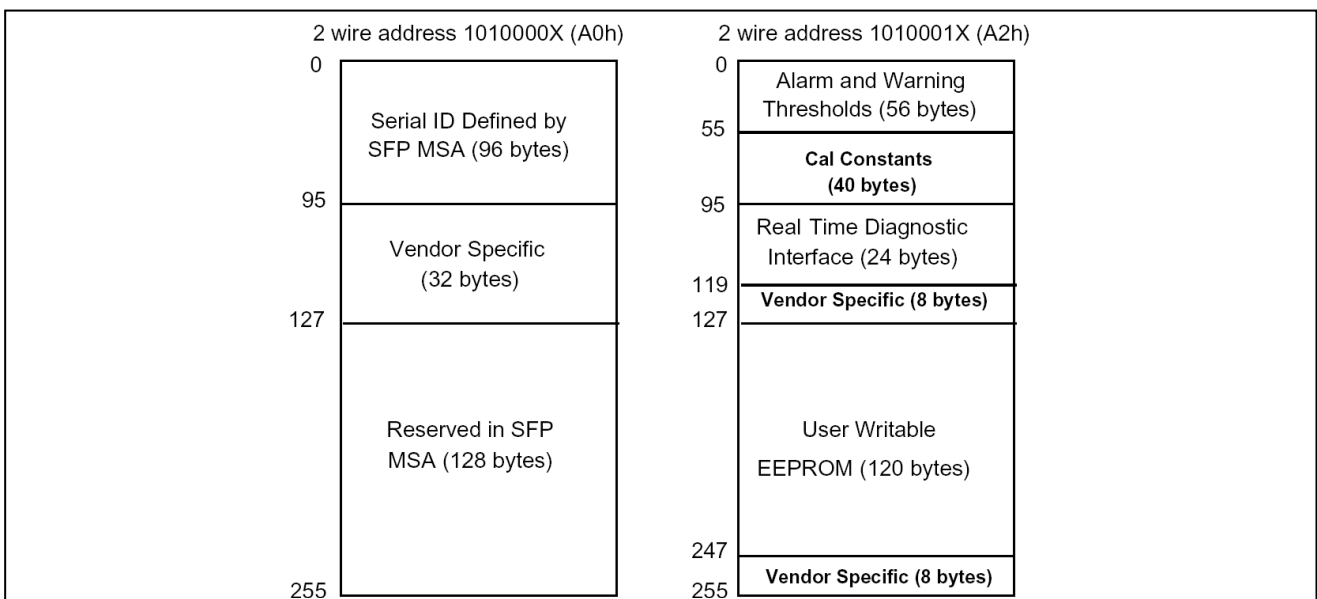 2 wire address 1010000X (A0h)
0
Serial ID Defined by
SFP MSA (96 bytes)
95
Vendor Specific
(32 bytes)
127
Reserved in SFP
MSA (128 bytes)
255
2 wire address 1010001X (A2h)
0
Alarm and Warning
Thresholds (56 bytes)
55
Cal Constants
(40 bytes)
95
Real Time Diagnostic
Interface (24 bytes)
119
Vendor Specific (8 bytes)
127
User Writable
EEPROM (120 bytes)
247
Vendor Specific (8 bytes)
255